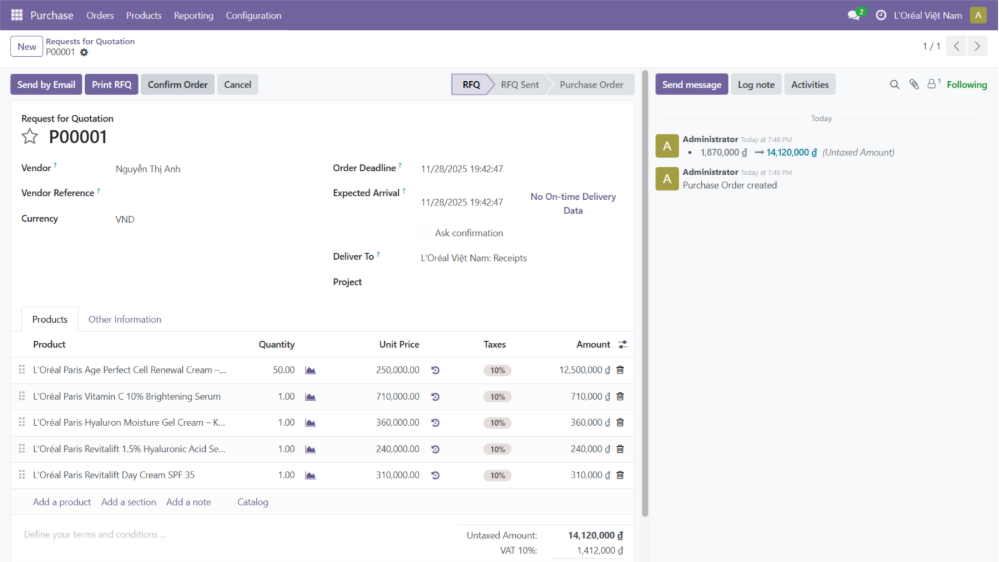 Purchase Orders Products Reporting Configuration 2 L'Oréal Việt Nam A
New Requests for Quotation 1 / 1
P00001
Send by Email Print RFQ Confirm Order Cancel RFQ RFQ Sent Purchase Order Send message Log note Activities 1 Following
Today
Request for Quotation
P00001
A Administrator Today at 7:46 PM
• 1,870,000 ₫ → 14,120,000 ₫ (Untaxed Amount)
A Administrator Today at 7:46 PM
Purchase Order created
Vendor ? Nguyễn Thị Anh Order Deadline ? 11/28/2025 19:42:47
Vendor Reference ? Expected Arrival ? 11/28/2025 19:42:47 No On-time Delivery
Data
Currency VND
Ask confirmation
Deliver To ? L'Oréal Việt Nam: Receipts
Project
Products Other Information
Product Quantity Unit Price Taxes Amount
L'Oréal Paris Age Perfect Cell Renewal Cream –... 50.00 250,000.00 10% 12,500,000 ₫
L'Oréal Paris Vitamin C 10% Brightening Serum 1.00 710,000.00 10% 710,000 ₫
L'Oréal Paris Hyaluron Moisture Gel Cream – K... 1.00 360,000.00 10% 360,000 ₫
L'Oréal Paris Revitalift 1.5% Hyaluronic Acid Se... 1.00 240,000.00 10% 240,000 ₫
L'Oréal Paris Revitalift Day Cream SPF 35 1.00 310,000.00 10% 310,000 ₫
Add a product Add a section Add a note Catalog
Define your terms and conditions ... Untaxed Amount: 14,120,000 ₫
VAT 10%: 1,412,000 ₫